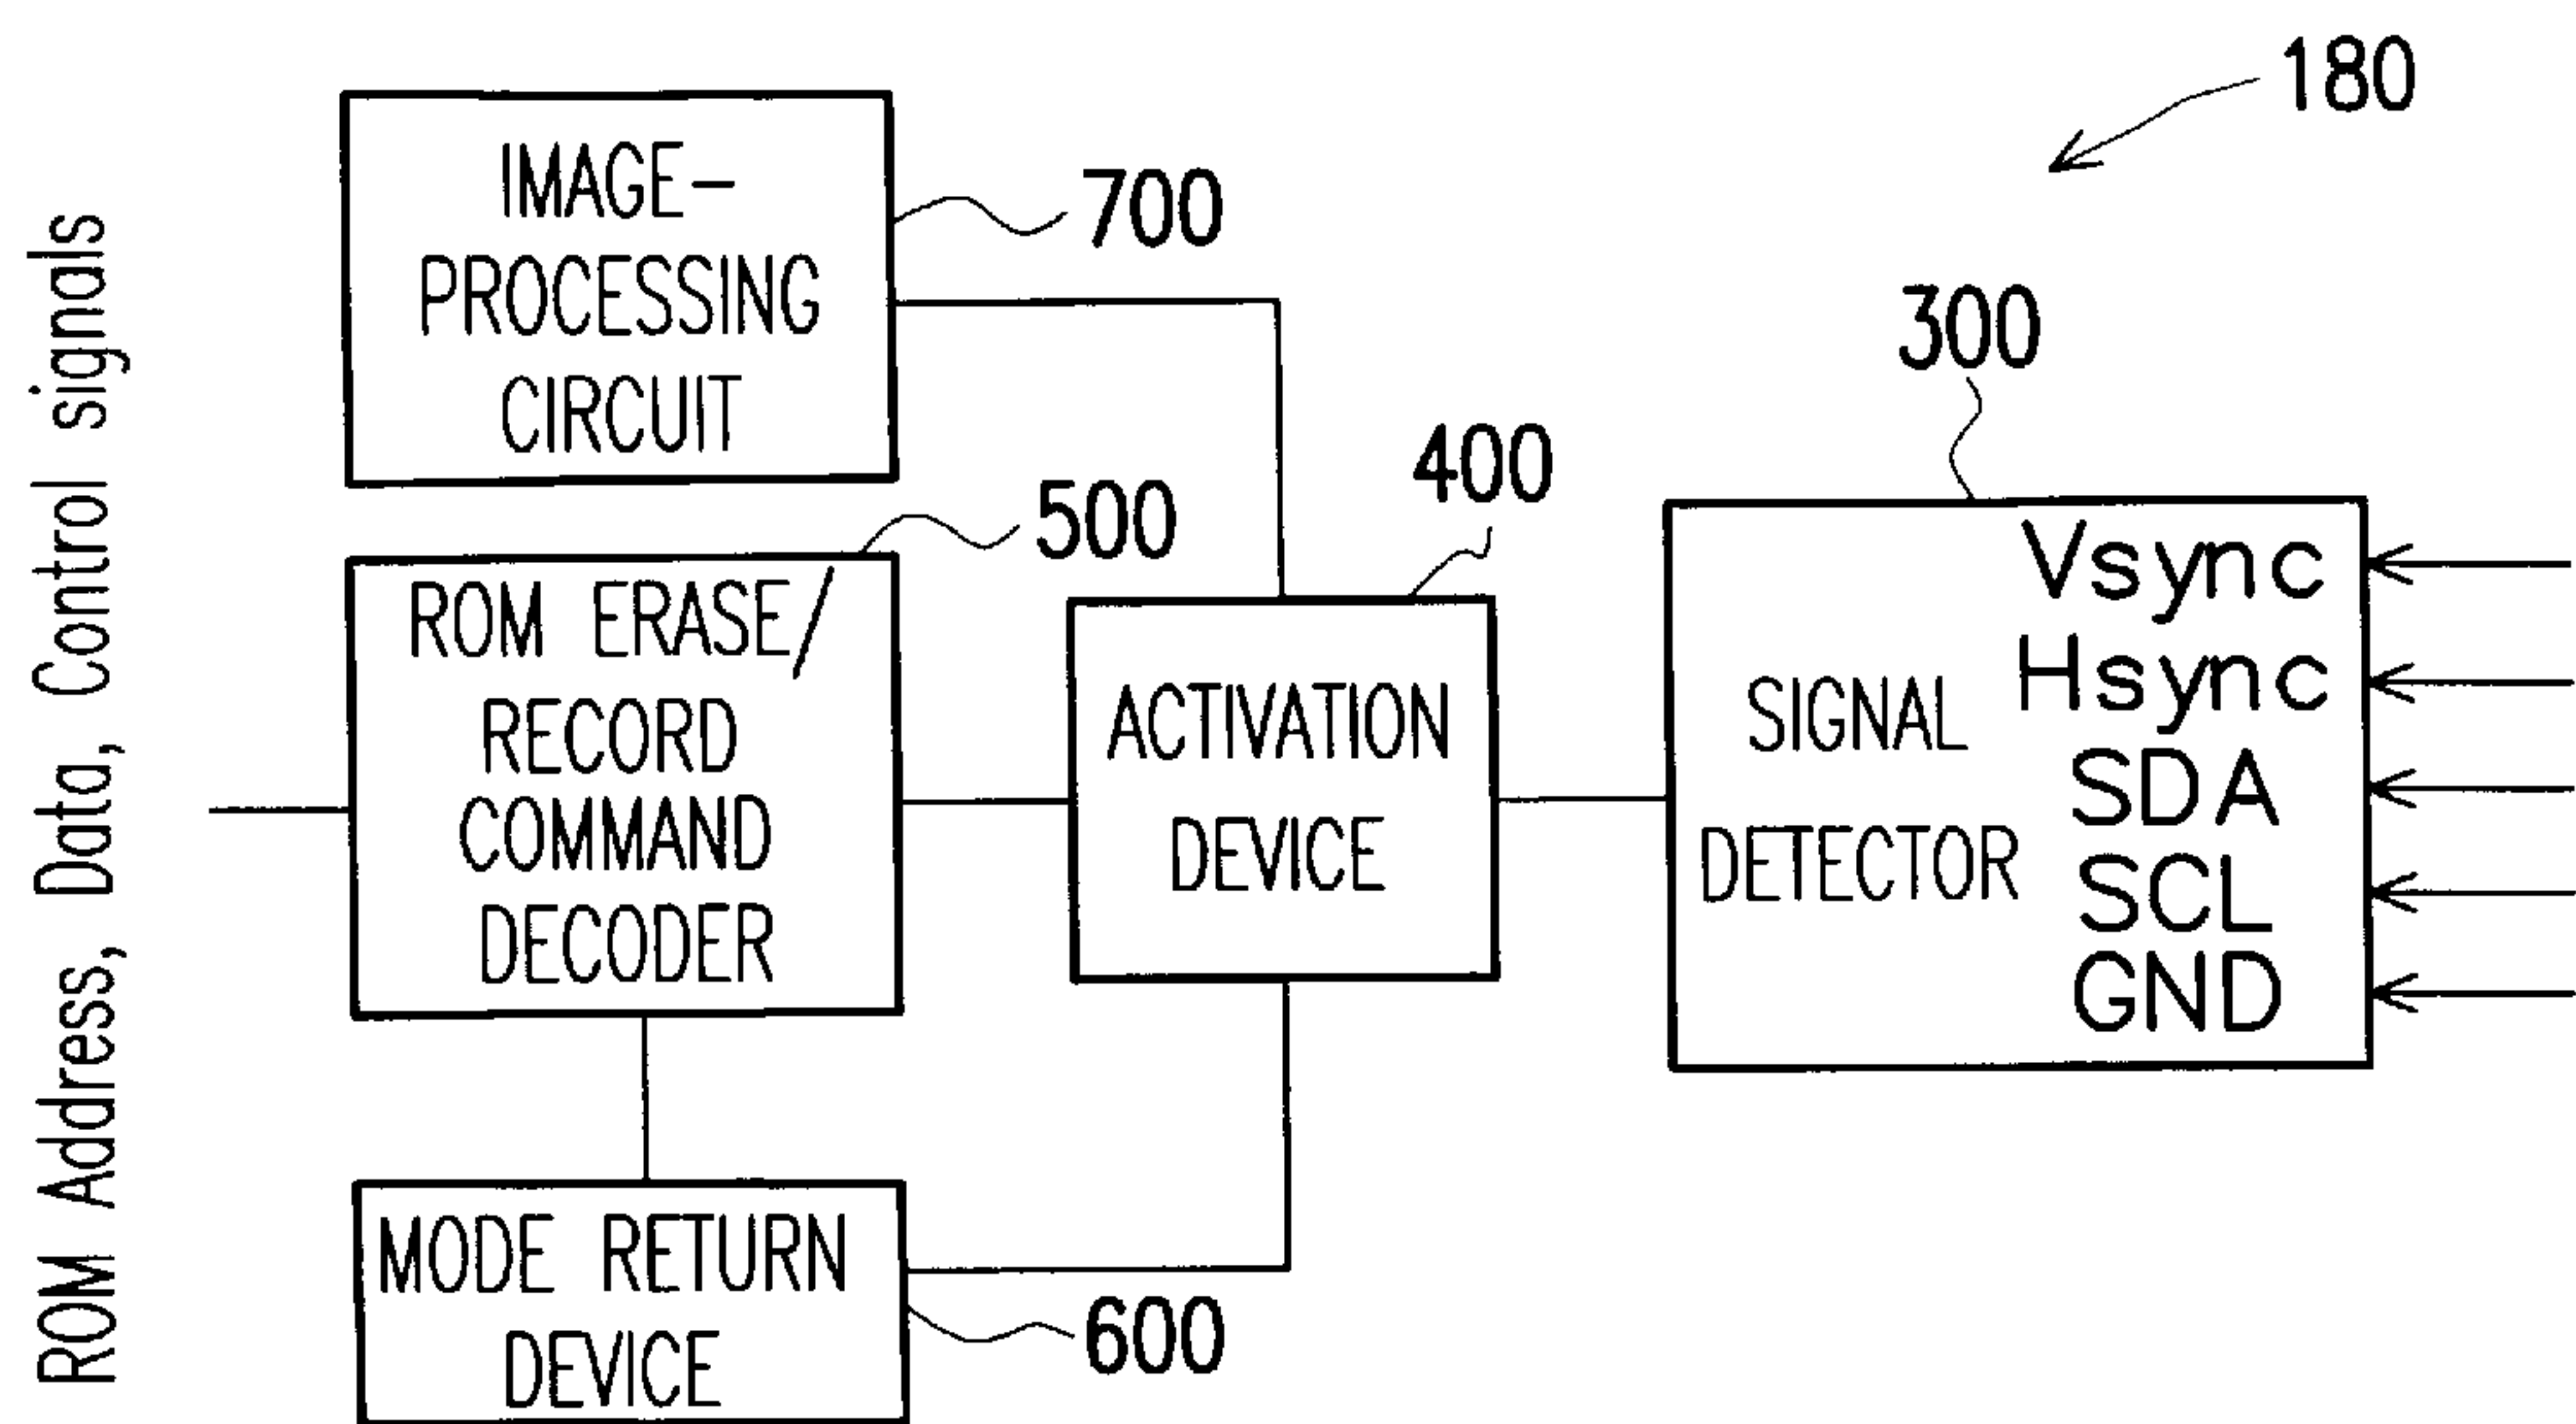 180
IMAGE-
PROCESSING
CIRCUIT
700
300
400
500
ROM ERASE/
RECORD
COMMAND
DECODER
ACTIVATION
DEVICE
SIGNAL
DETECTOR
Vsync
Hsync
SDA
SCL
GND
MODE RETURN
DEVICE
600
ROM Address, Data, Control signals